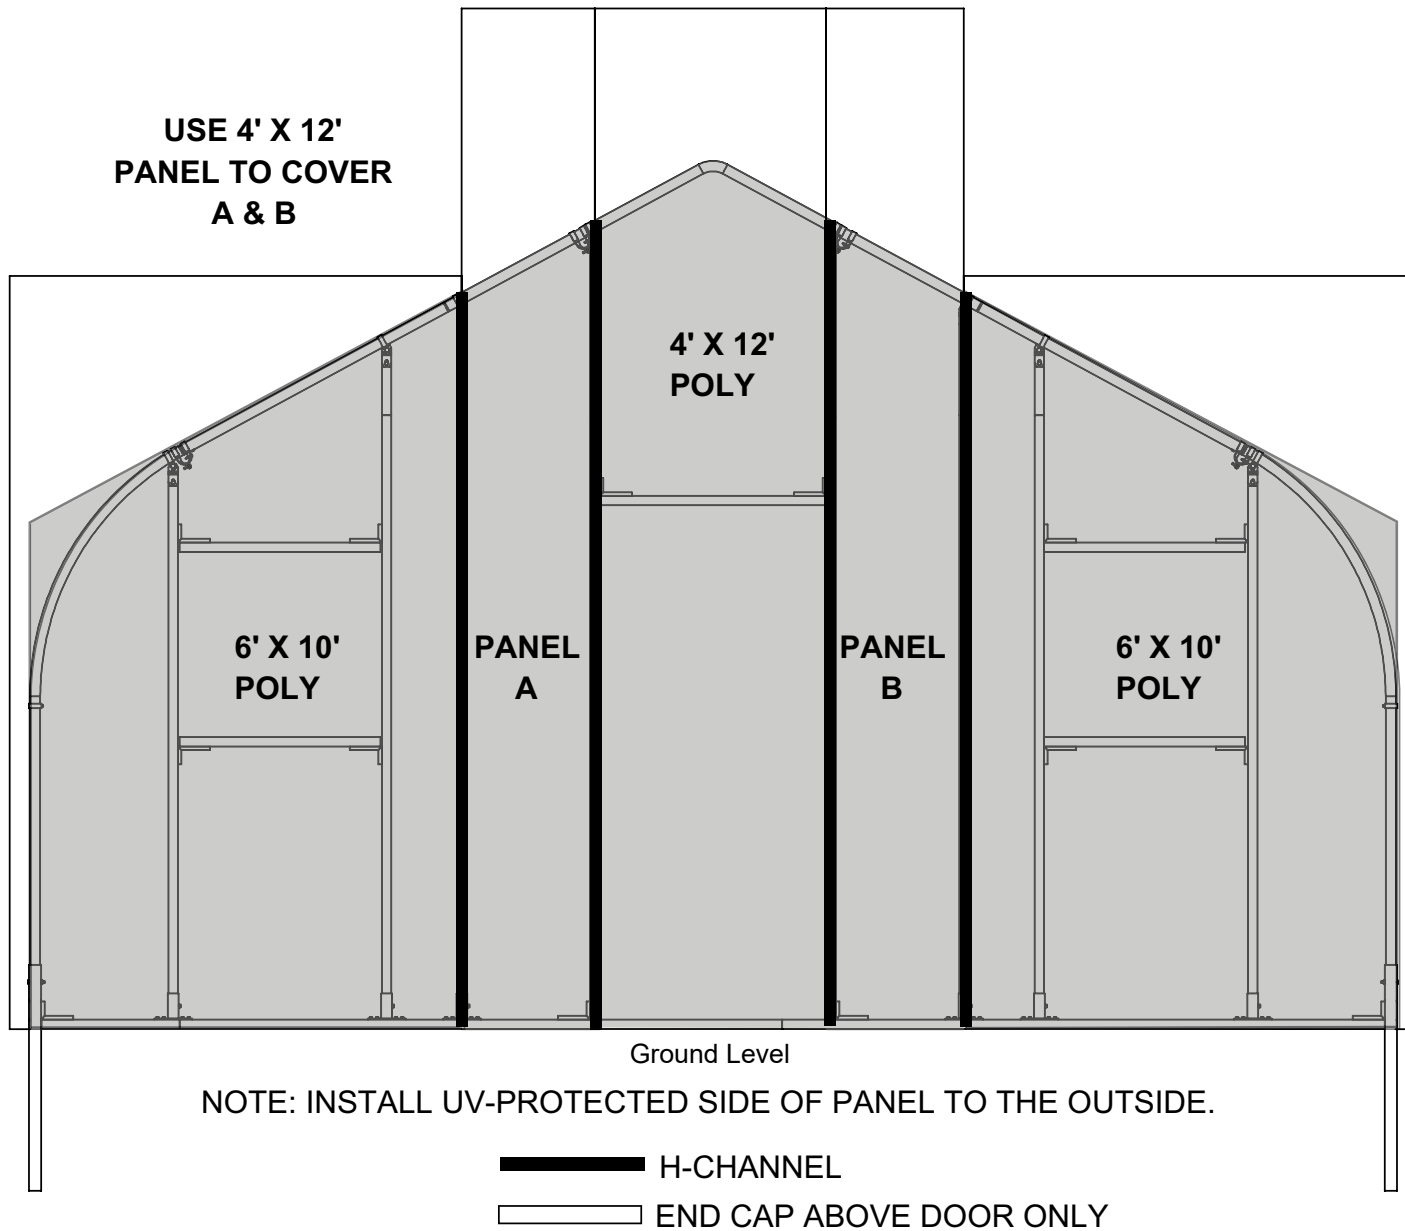 USE 4' X 12'
PANEL TO COVER
A & B
4' X 12'
POLY
6' X 10'
POLY
PANEL
A
PANEL
B
6' X 10'
POLY
Ground Level
NOTE: INSTALL UV-PROTECTED SIDE OF PANEL TO THE OUTSIDE.
H-CHANNEL
END CAP ABOVE DOOR ONLY